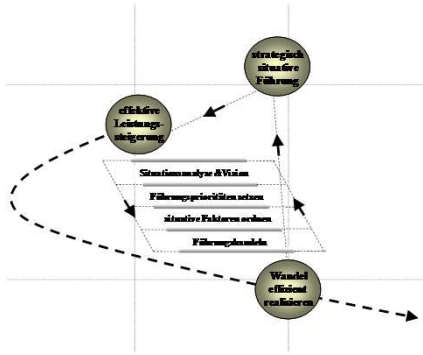 strategisch
situative
Führung
effektive
Leistungs-
steigerung
Situationsanalyse & Vision
Führungsprioritäten setzen
situative Faktoren ordnen
Führungshandeln
Wandel
effizient
realisieren